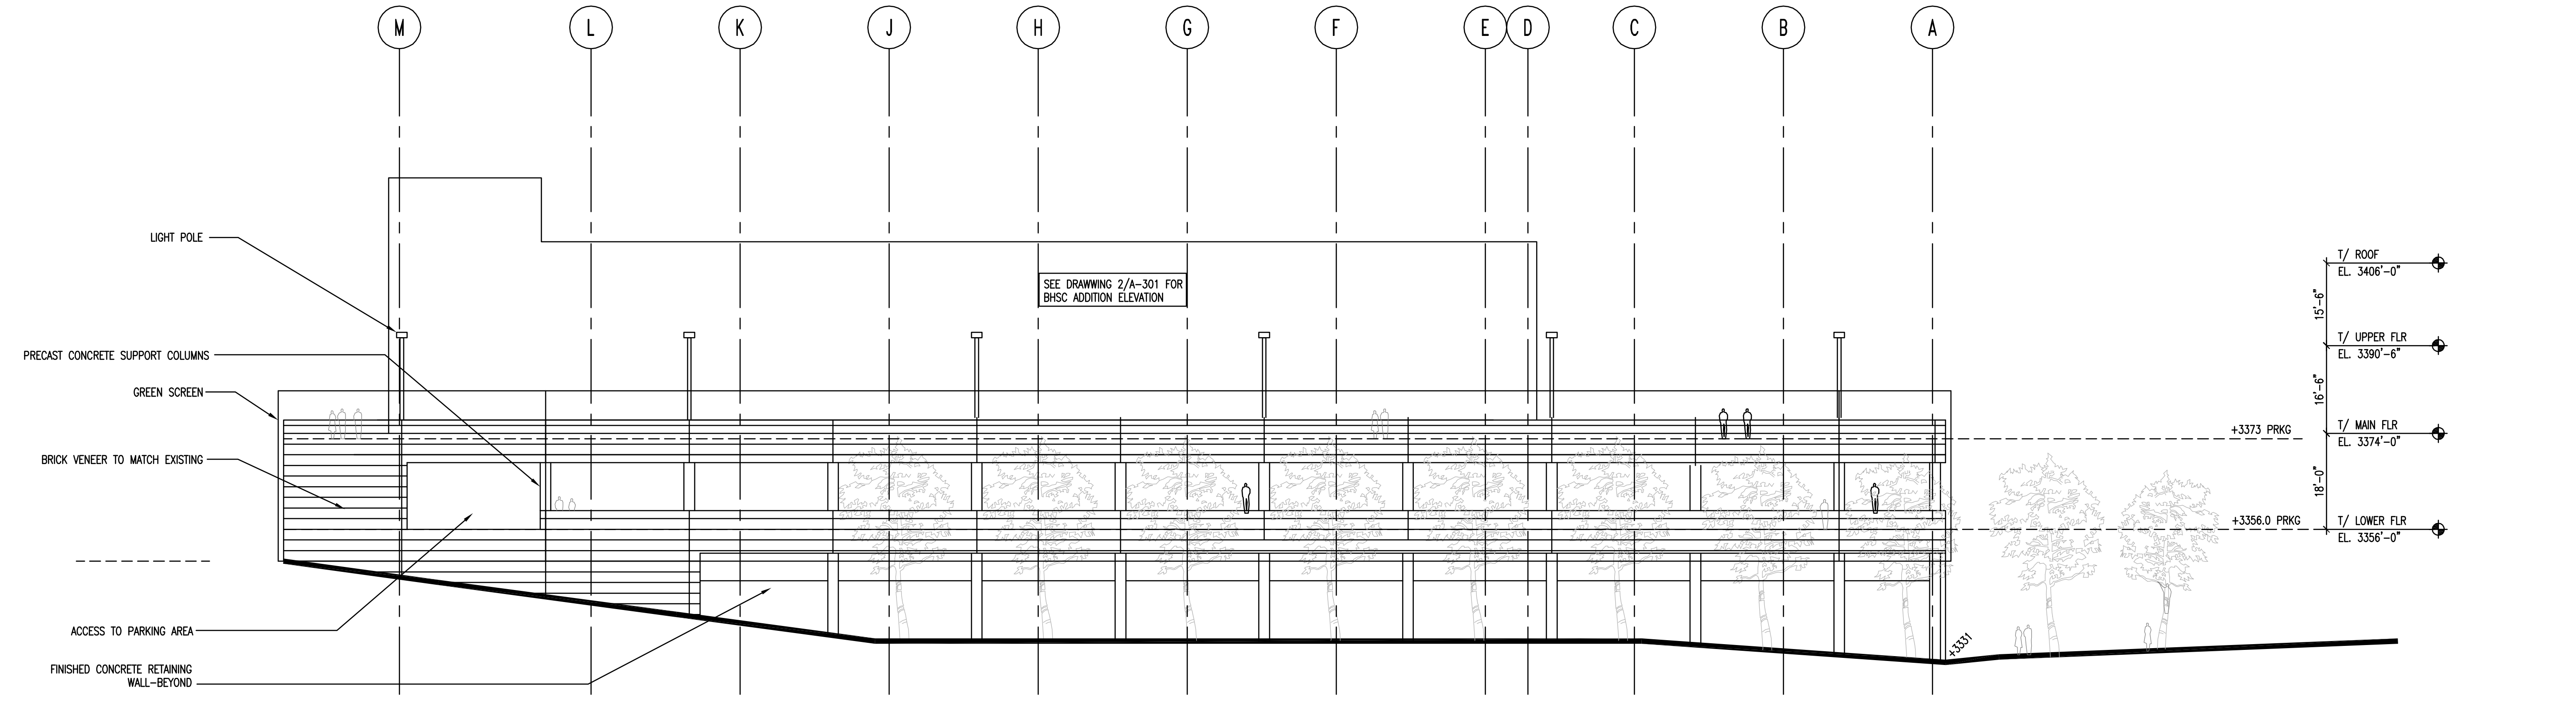 M L K J H G F E D C B A
LIGHT POLE
PRECAST CONCRETE SUPPORT COLUMNS
GREEN SCREEN
BRICK VENEER TO MATCH EXISTING
ACCESS TO PARKING AREA
FINISHED CONCRETE RETAINING
WALL-BEYOND
SEE DRAWWING 2/A-301 FOR
BHSC ADDITION ELEVATION
+3331
+3373 PRKG
+3356.0 PRKG
15'-6"
16'-6"
18'-0"
T/ ROOF
EL. 3406'-0"
T/ UPPER FLR
EL. 3390'-6"
T/ MAIN FLR
EL. 3374'-0"
T/ LOWER FLR
EL. 3356'-0"